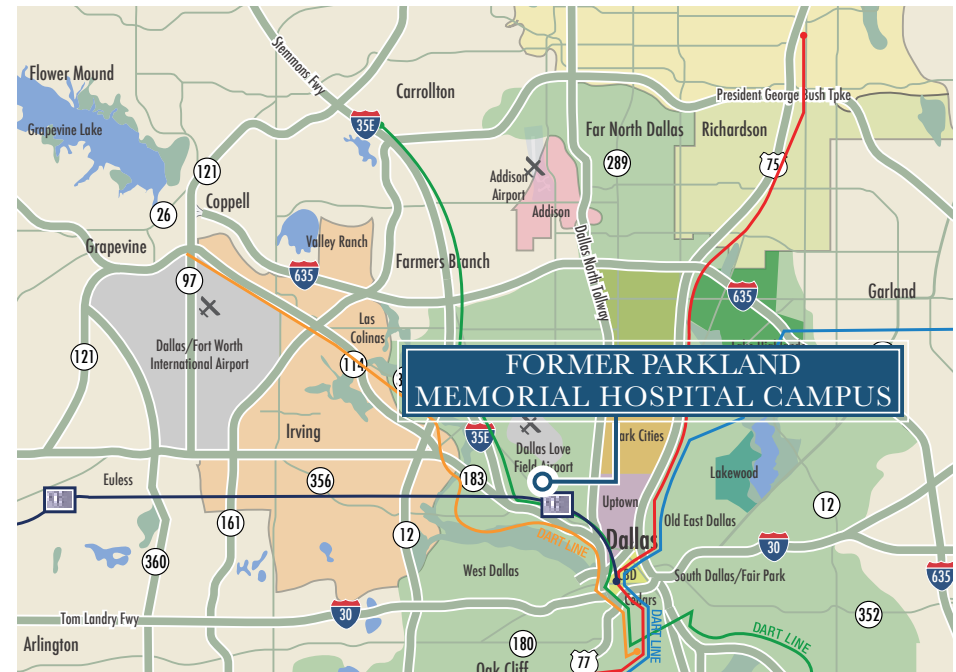 Stemmons Fwy
Flower Mound
Carrollton
President George Bush Tpke
Grapevine Lake
35E
Far North Dallas
Richardson
289
75
121
Addison
Airport
Addison
26
Coppell
Grapevine
Valley Ranch
Dallas North Tollway
Farmers Branch
635
97
635
Garland
Las
Colinas
121
Dallas/Fort Worth
International Airport
114
FORMER PARKLAND
MEMORIAL HOSPITAL CAMPUS
Irving
35E
Dallas Love
Field Airport
Lakewood
Euless
356
183
Uptown
12
161
12
Old East Dallas
Dallas
30
DART LINE
360
West Dallas
South Dallas/Fair Park
635
Tom Landry Fwy
30
352
DART LINE
DART LINE
Arlington
180
77
Oak Cliff